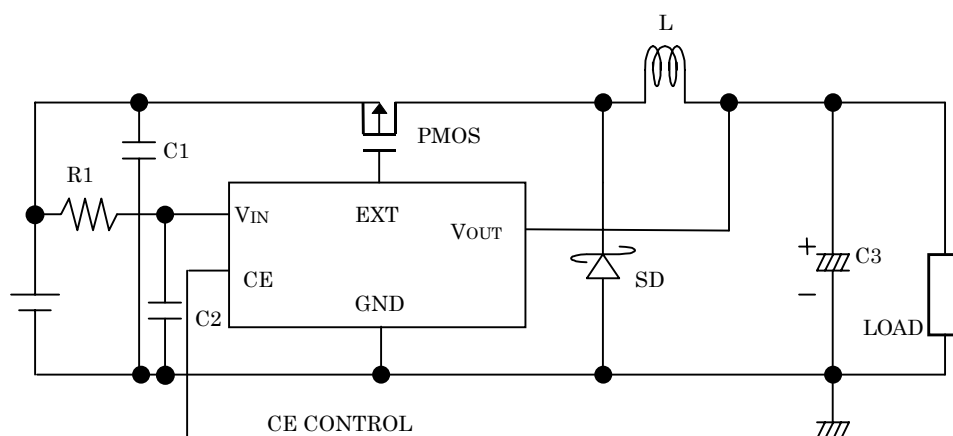 L
PMOS
C1
R1
VIN
EXT
VOUT
CE
SD
+
C3
GND
−
C2
LOAD
CE CONTROL